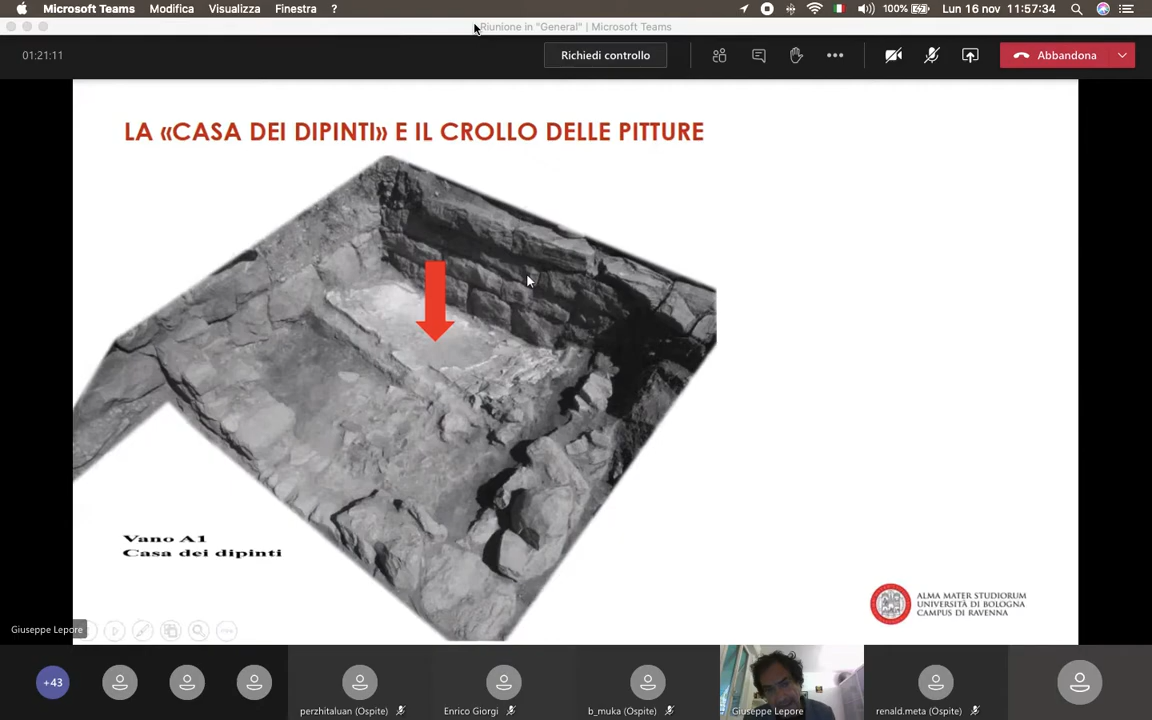 Microsoft Teams Modifica Visualizza Finestra ? 100% Lun 16 nov 11:57:34
Riunione in "General" | Microsoft Teams
01:21:11 Richiedi controllo Abbandona
LA «CASA DEI DIPINTI» E IL CROLLO DELLE PITTURE
Vano A1
Casa dei dipinti
ALMA MATER STUDIORUM
UNIVERSITÀ DI BOLOGNA
CAMPUS DI RAVENNA
Giuseppe Lepore
+43 perzhitaluan (Ospite) Enrico Giorgi b_muka (Ospite) Giuseppe Lepore renald.meta (Ospite)